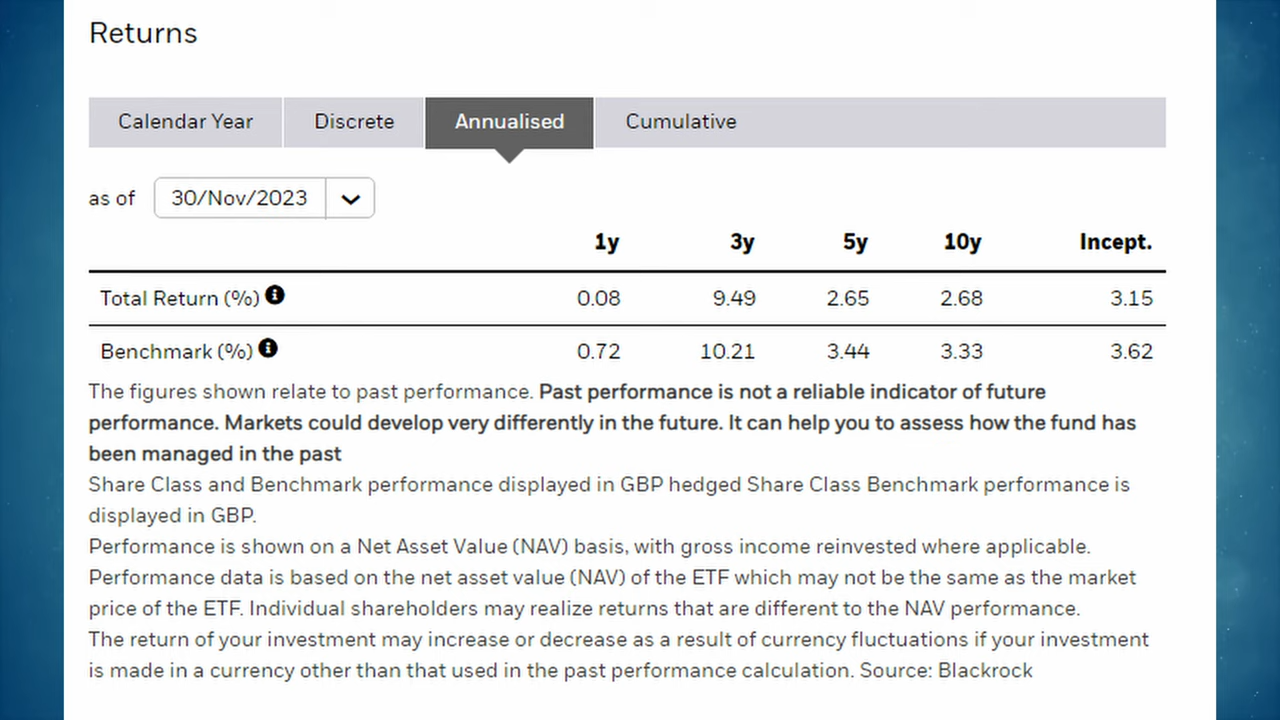 Returns
Calendar Year Discrete Annualised Cumulative
as of 30/Nov/2023
1y 3y 5y 10y Incept.
Total Return (%) 0.08 9.49 2.65 2.68 3.15
Benchmark (%) 0.72 10.21 3.44 3.33 3.62
The figures shown relate to past performance. Past performance is not a reliable indicator of future
performance. Markets could develop very differently in the future. It can help you to assess how the fund has
been managed in the past
Share Class and Benchmark performance displayed in GBP hedged Share Class Benchmark performance is
displayed in GBP.
Performance is shown on a Net Asset Value (NAV) basis, with gross income reinvested where applicable.
Performance data is based on the net asset value (NAV) of the ETF which may not be the same as the market
price of the ETF. Individual shareholders may realize returns that are different to the NAV performance.
The return of your investment may increase or decrease as a result of currency fluctuations if your investment
is made in a currency other than that used in the past performance calculation. Source: Blackrock